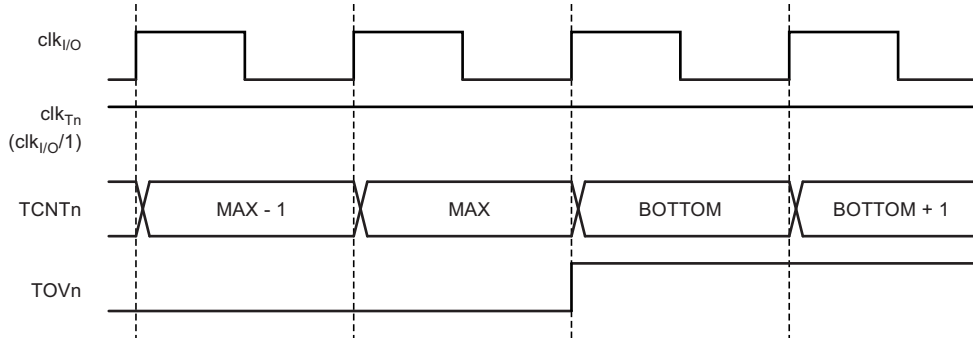 clkI/O
clkTn
(clkI/O/1)
TCNTn MAX - 1 MAX BOTTOM BOTTOM + 1
TOVn